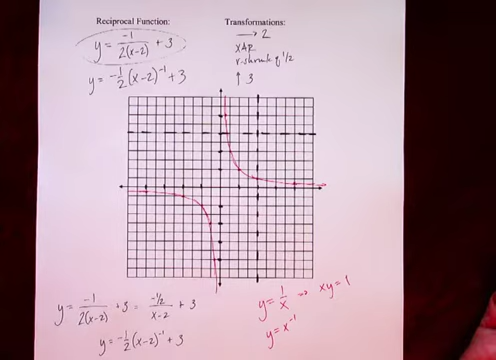 Reciprocal Function:
Transformations:
y = -1/2(x-2) + 3
y = -1/2 (x-2)⁻¹ + 3
→ 2
XAR
v. shrink of 1/2
↑ 3
y = -1/2(x-2) + 3 = -1/2/x-2 + 3
y = -1/2 (x-2)⁻¹ + 3
y = 1/x ⇒ xy = 1
y = x⁻¹